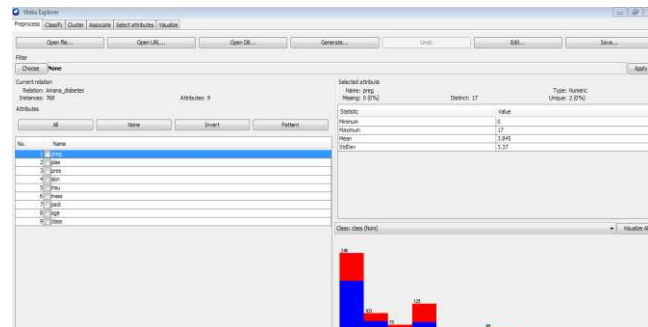 Weka Explorer
Preprocess Classify Cluster Associate Select attributes Visualize
Open file... Open URL... Open DB... Generate... Undo Edit... Save...
Filter
Choose None Apply
Current relation
Relation: Ariana_diabetes
Instances: 768 Attributes: 9
Selected attribute
Name: preg Type: Numeric
Missing: 0 (0%) Distinct: 17 Unique: 2 (0%)
Attributes
All None Invert Pattern
Statistic Value
Minimum 0
Maximum 17
Mean 3.845
StdDev 3.37
No. Name
1 preg
2 plas
3 pres
4 skin
5 insu
6 mass
7 pedi
8 age
9 class
Class: class (Nom) Visualize All